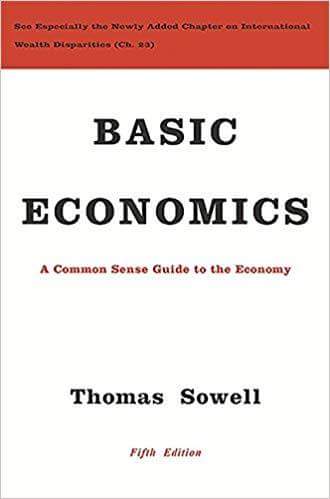 See Especially the Newly Added Chapter on International
Wealth Disparities (Ch. 23)
BASIC
ECONOMICS
A Common Sense Guide to the Economy
Thomas Sowell
Fifth Edition